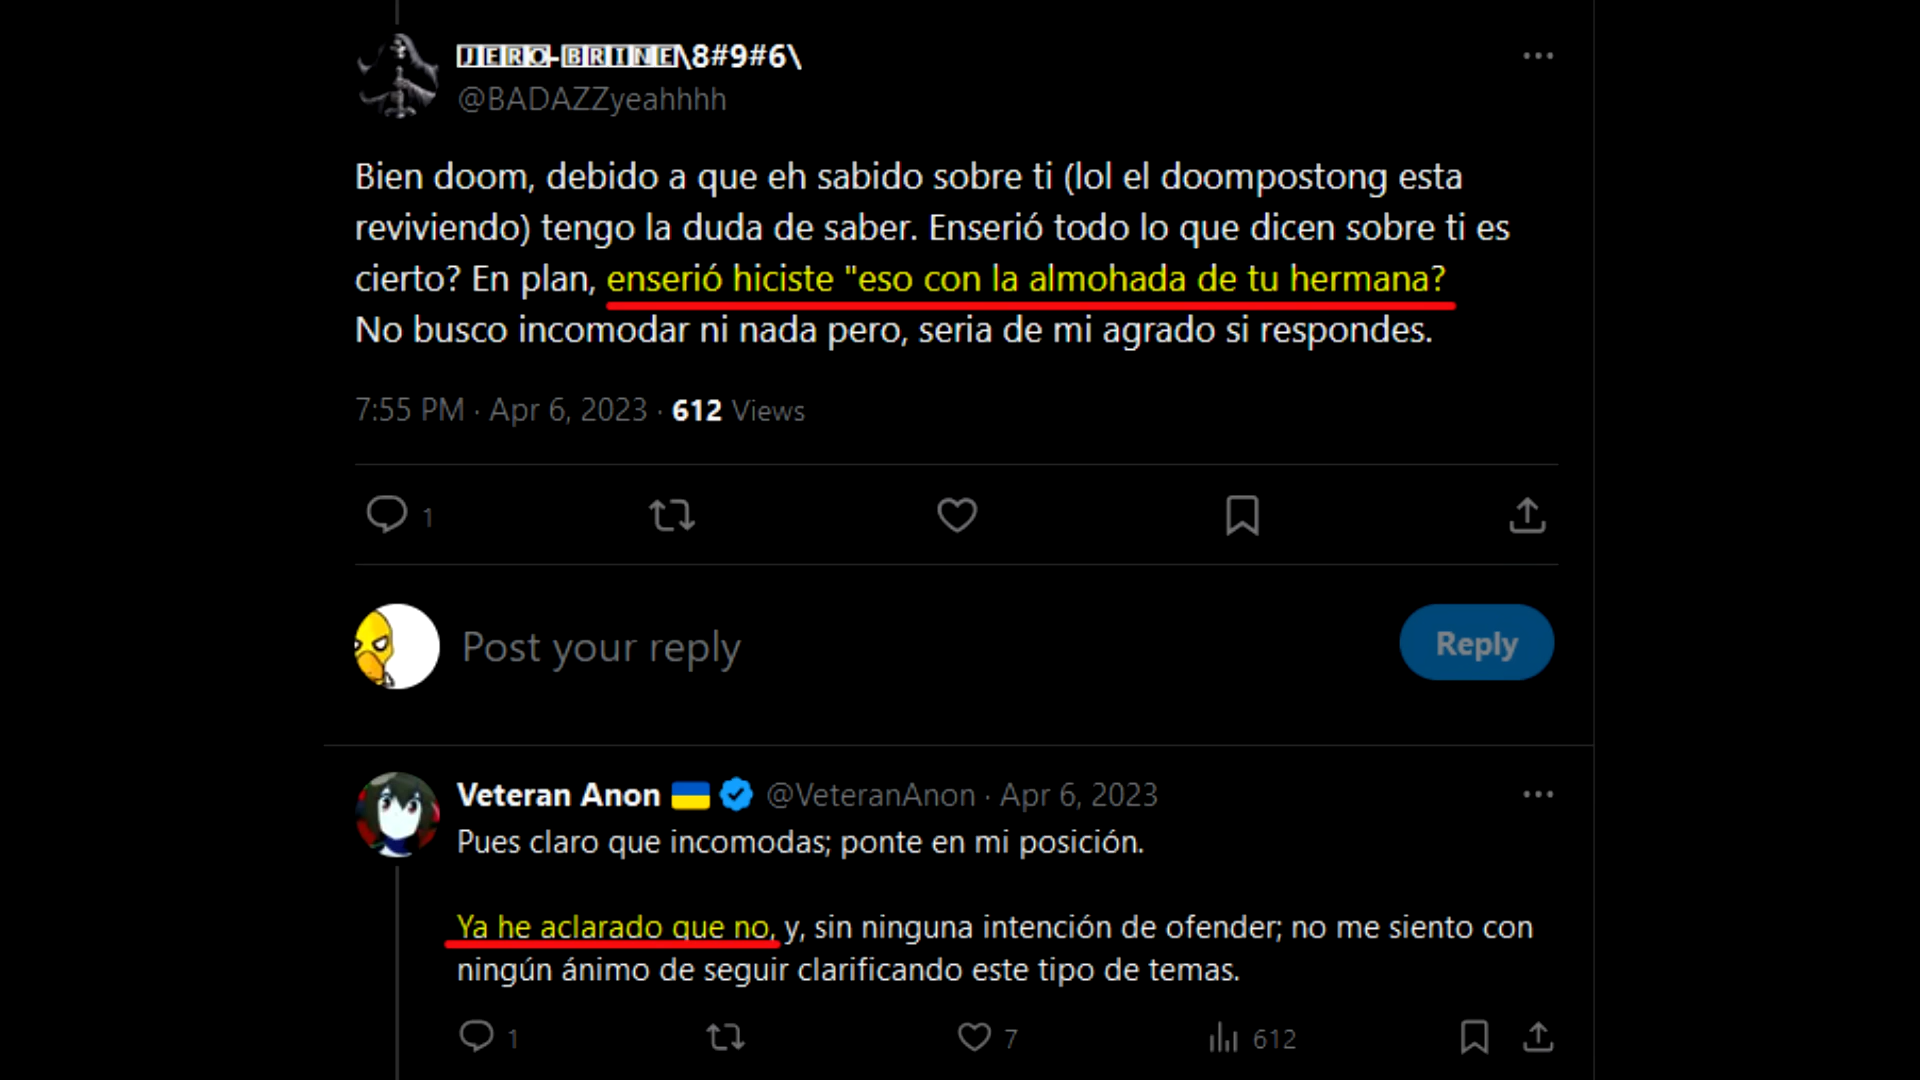 🄹🄴🅁🄾-🄱🅁🄸🄽🄴\8#9#6\
@BADAZZyeahhhh
Bien doom, debido a que eh sabido sobre ti (lol el doompostong esta
reviviendo) tengo la duda de saber. Enserió todo lo que dicen sobre ti es
cierto? En plan, enserió hiciste "eso con la almohada de tu hermana?
No busco incomodar ni nada pero, seria de mi agrado si respondes.
7:55 PM · Apr 6, 2023 · 612 Views
1
Post your reply
Reply
Veteran Anon 🇺🇦 @VeteranAnon · Apr 6, 2023
Pues claro que incomodas; ponte en mi posición.
Ya he aclarado que no, y, sin ninguna intención de ofender; no me siento con
ningún ánimo de seguir clarificando este tipo de temas.
1 7 612